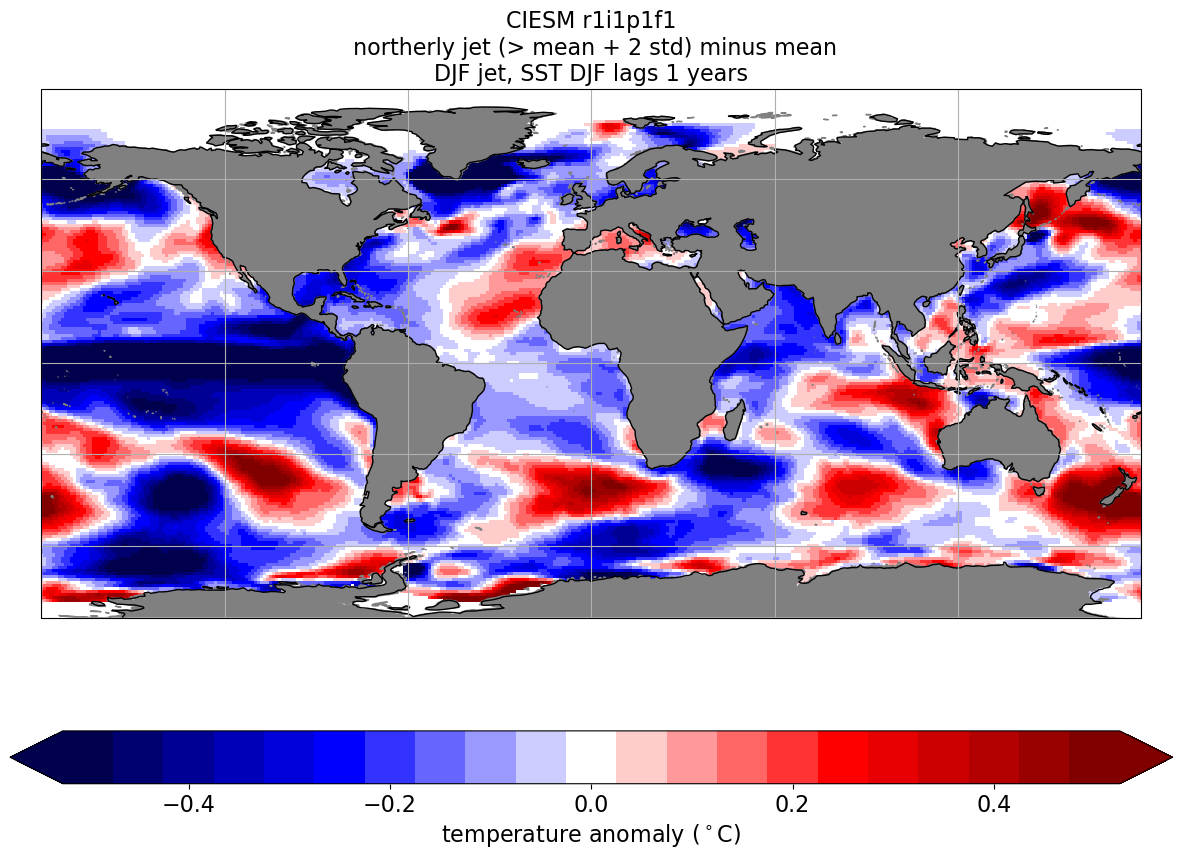 CIESM r1i1p1f1
northerly jet (> mean + 2 std) minus mean
DJF jet, SST DJF lags 1 years
−0.4 −0.2 0.0 0.2 0.4
temperature anomaly (°C)